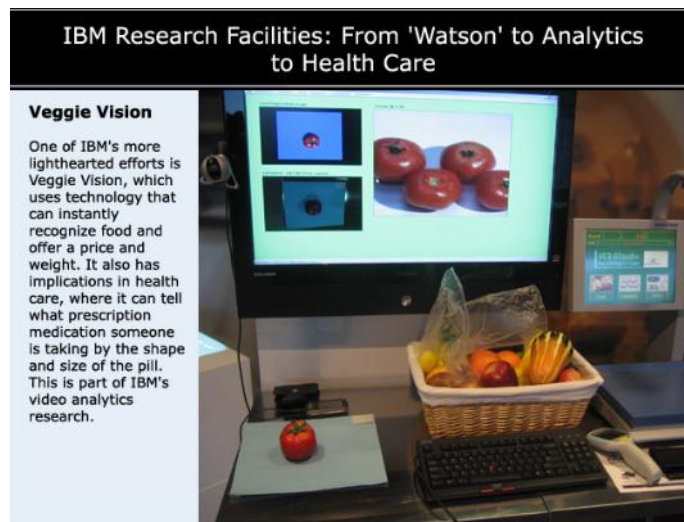 IBM Research Facilities: From 'Watson' to Analytics
to Health Care
Veggie Vision
One of IBM's more
lighthearted efforts is
Veggie Vision, which
uses technology that
can instantly
recognize food and
offer a price and
weight. It also has
implications in health
care, where it can tell
what prescription
medication someone
is taking by the shape
and size of the pill.
This is part of IBM's
video analytics
research.